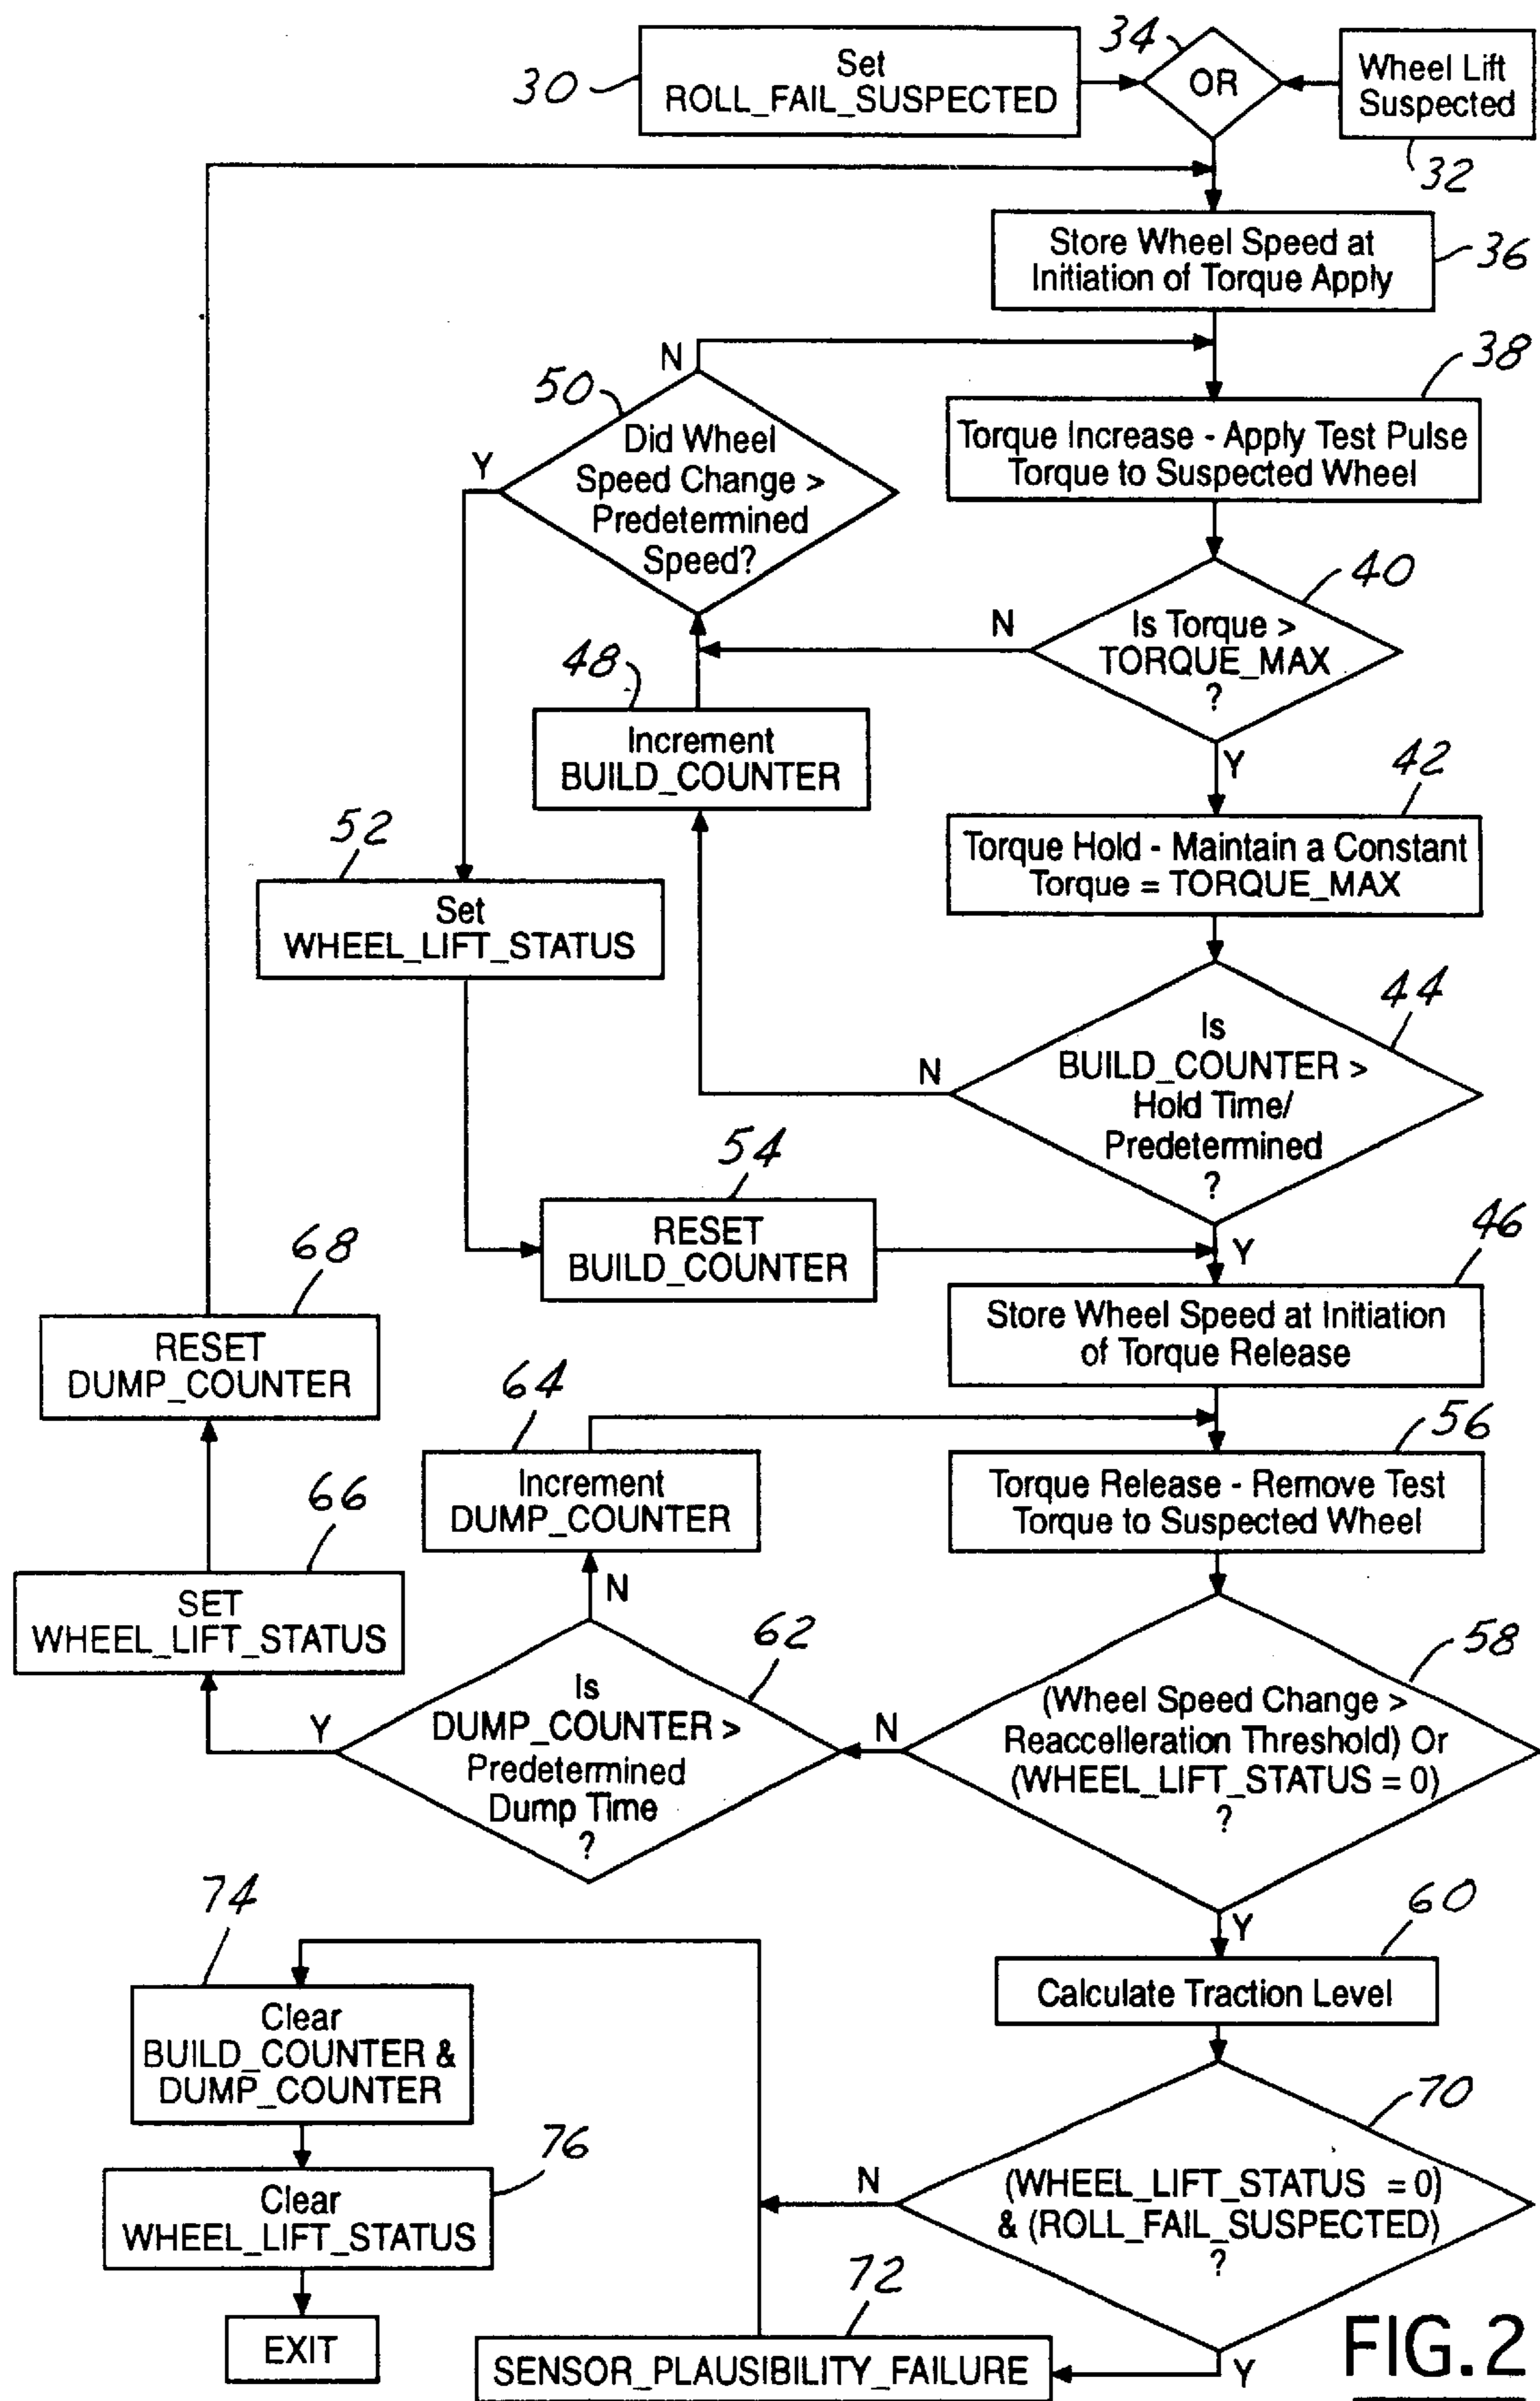 30
Set
ROLL_FAIL_SUSPECTED
34
OR
Wheel Lift
Suspected
32
Store Wheel Speed at
Initiation of Torque Apply
36
N
50
Did Wheel
Speed Change >
Predetermined
Speed?
Y
38
Torque Increase - Apply Test Pulse
Torque to Suspected Wheel
40
Is Torque >
TORQUE_MAX
?
N
Y
48
Increment
BUILD_COUNTER
42
Torque Hold - Maintain a Constant
Torque = TORQUE_MAX
52
Set
WHEEL_LIFT_STATUS
44
Is
BUILD_COUNTER >
Hold Time/
Predetermined
?
N
Y
54
RESET
BUILD_COUNTER
46
Store Wheel Speed at Initiation
of Torque Release
68
RESET
DUMP_COUNTER
64
Increment
DUMP_COUNTER
56
Torque Release - Remove Test
Torque to Suspected Wheel
66
SET
WHEEL_LIFT_STATUS
N
62
Is
DUMP_COUNTER >
Predetermined
Dump Time
?
Y
58
(Wheel Speed Change >
Reaccelleration Threshold) Or
(WHEEL_LIFT_STATUS = 0)
?
N
Y
60
Calculate Traction Level
74
Clear
BUILD_COUNTER &
DUMP_COUNTER
70
(WHEEL_LIFT_STATUS = 0)
& (ROLL_FAIL_SUSPECTED)
?
N
Y
76
Clear
WHEEL_LIFT_STATUS
EXIT
72
SENSOR_PLAUSIBILITY_FAILURE
FIG.2